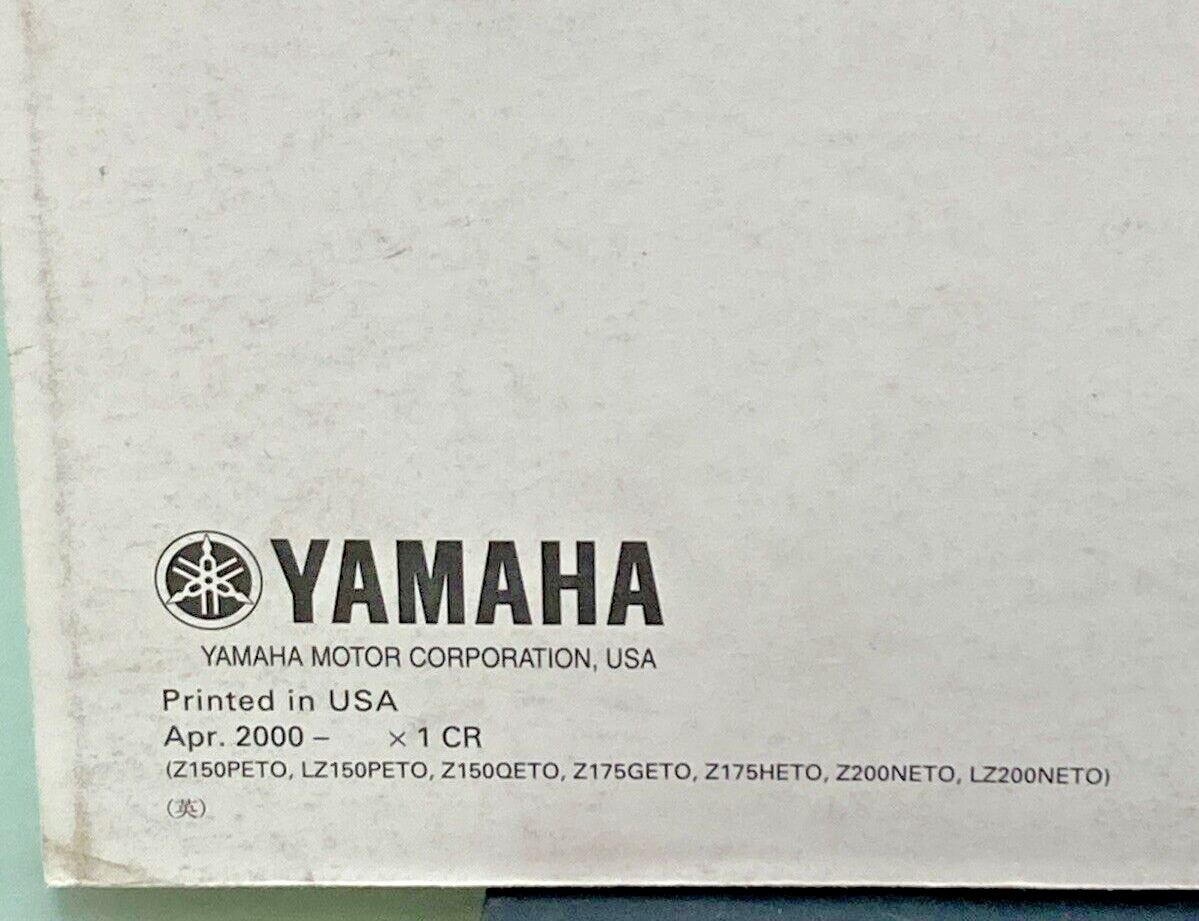 YAMAHA
YAMAHA MOTOR CORPORATION, USA
Printed in USA
Apr. 2000 – × 1 CR
(Z150PETO, LZ150PETO, Z150QETO, Z175GETO, Z175HETO, Z200NETO, LZ200NETO)
（英）